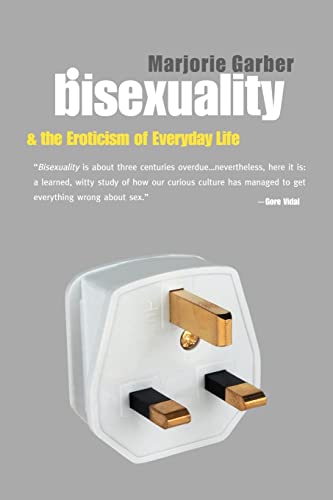 Marjorie Garber
bisexuality
& the Eroticism of Everyday Life
“Bisexuality is about three centuries overdue...nevertheless, here it is:
a learned, witty study of how our curious culture has managed to get
everything wrong about sex.”
—Gore Vidal